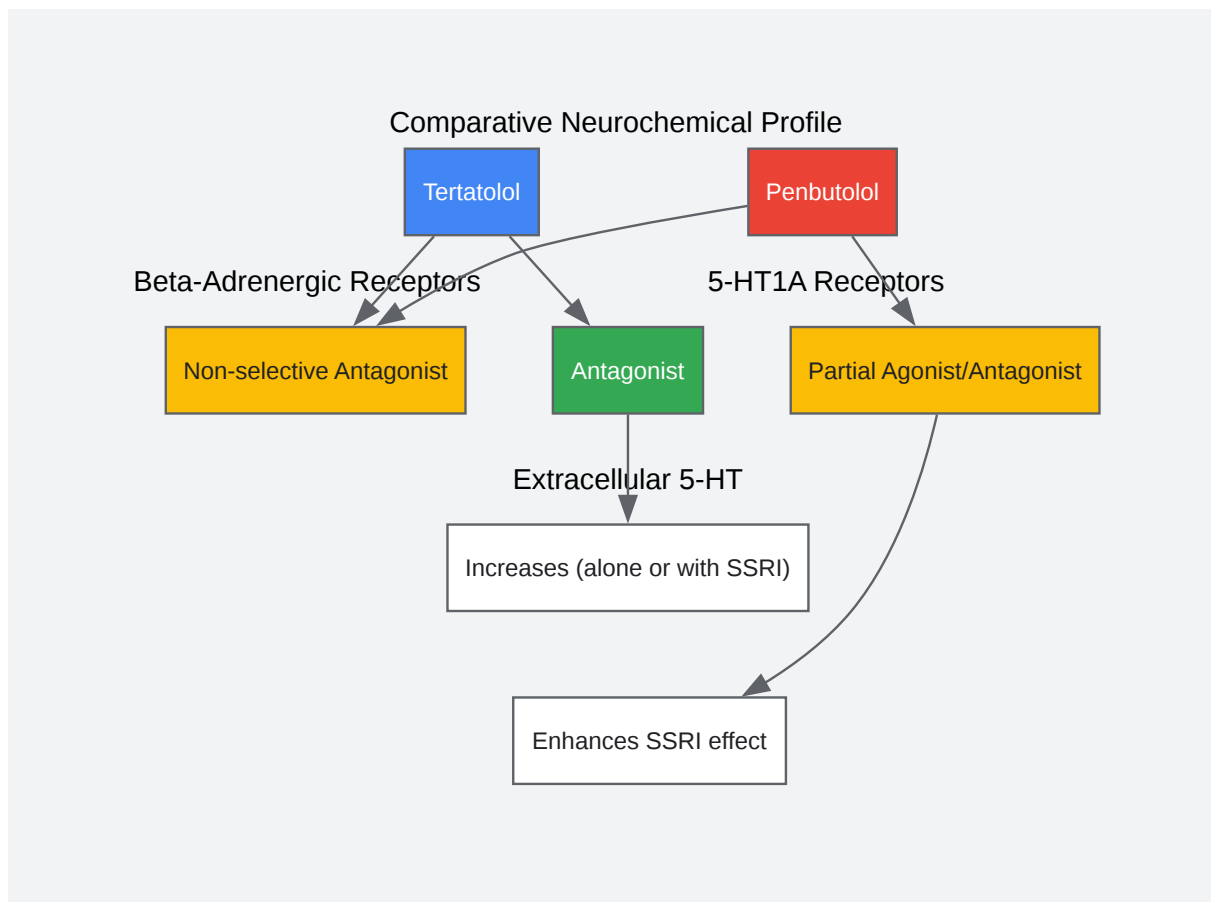 Comparative Neurochemical Profile
Tertatolol
Penbutolol
Beta-Adrenergic Receptors
5-HT1A Receptors
Non-selective Antagonist
Antagonist
Partial Agonist/Antagonist
Extracellular 5-HT
Increases (alone or with SSRI)
Enhances SSRI effect